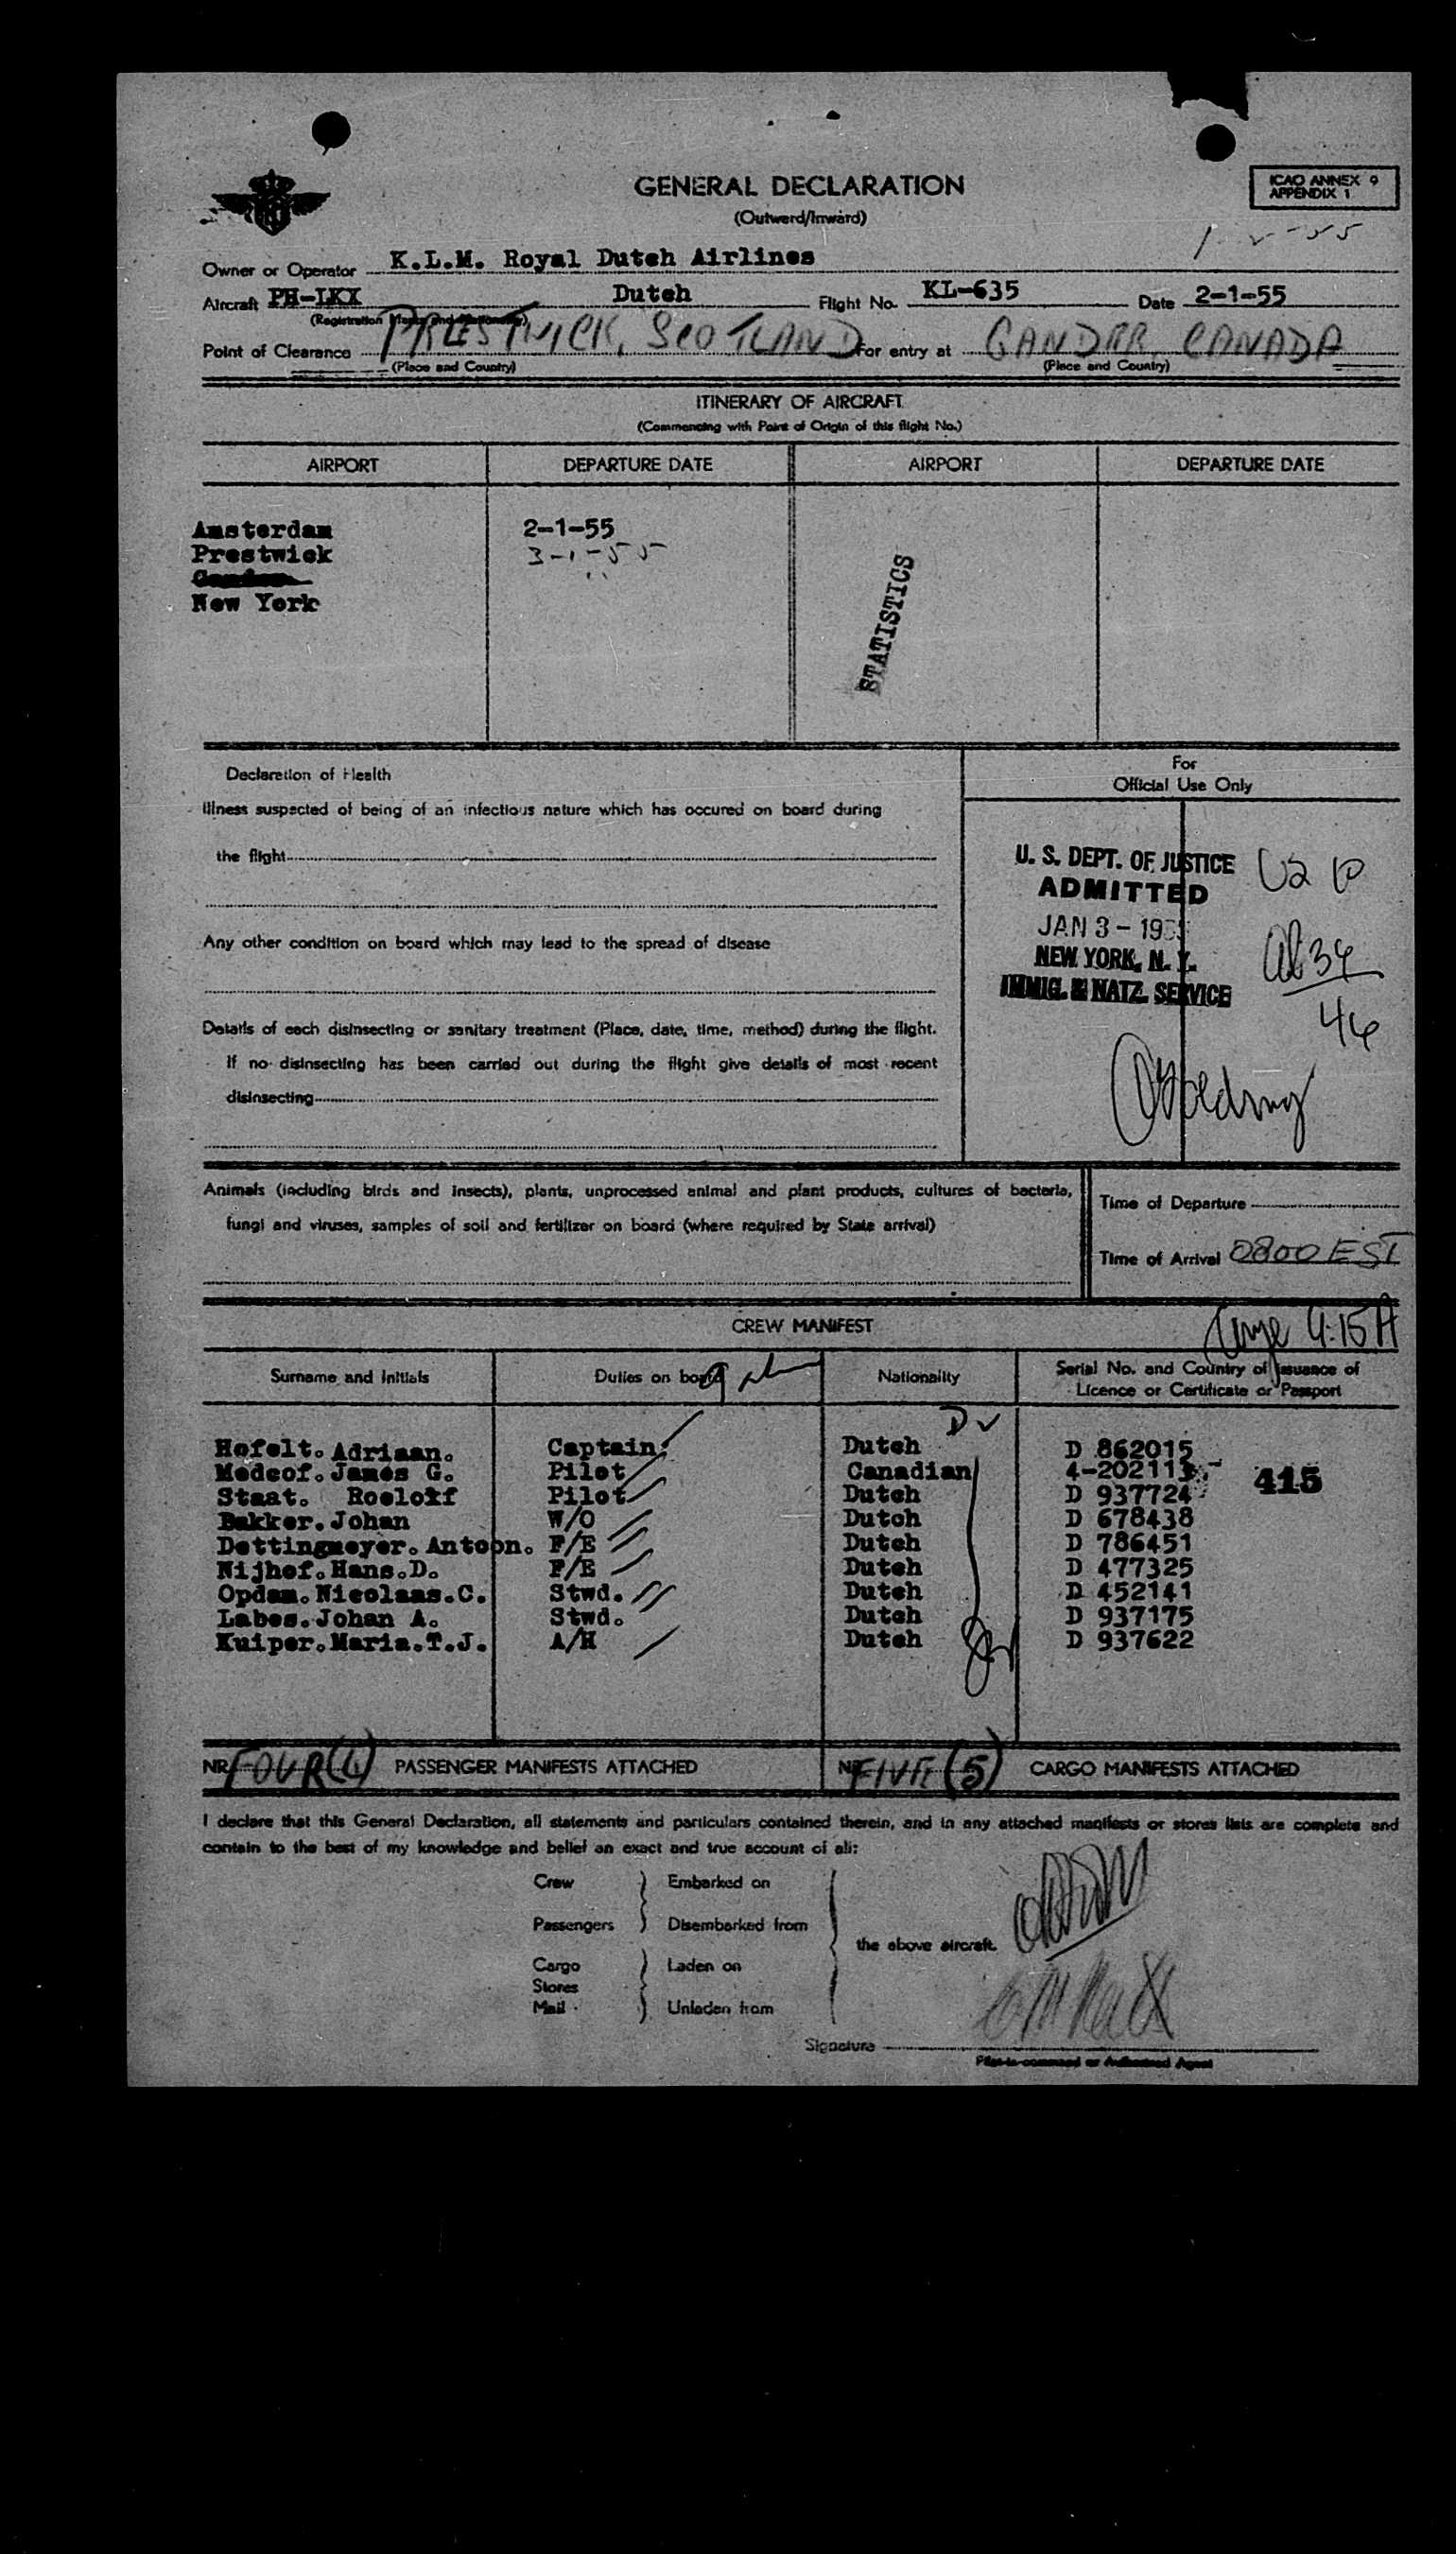 GENERAL DECLARATION
(Outward/Inward)
ICAO ANNEX 9
APPENDIX 1
Owner or Operator K.L.M. Royal Dutch Airlines
Aircraft PH-LKX Dutch Flight No. KL-635 Date 2-1-55
(Registration Marks and Nationality)
Point of Clearance PRESTWICK, SCOTLAND For entry at GANDER, CANADA
(Place and Country) (Place and Country)
ITINERARY OF AIRCRAFT
(Commencing with Point of Origin of this flight No.)
AIRPORT DEPARTURE DATE AIRPORT DEPARTURE DATE
Amsterdam 2-1-55
Prestwick 3-1-55
New York
STATISTICS
Declaration of Health
Illness suspected of being of an infectious nature which has occured on board during
the flight
Any other condition on board which may lead to the spread of disease
Details of each disinsecting or sanitary treatment (Place, date, time, method) during the flight.
If no disinsecting has been carried out during the flight give details of most recent
disinsecting
For
Official Use Only
U. S. DEPT. OF JUSTICE
ADMITTED
JAN 3 - 1955
NEW YORK, N. Y.
IMMIG. & NATZ. SERVICE
34
46
Animals (including birds and insects), plants, unprocessed animal and plant products, cultures of bacteria,
fungi and viruses, samples of soil and fertilizer on board (where required by State arrival)
Time of Departure
Time of Arrival 0800 EST
CREW MANIFEST
4:15 A
Surname and Initials Duties on board Nationality Serial No. and Country of issuance of
Licence or Certificate or Passport
Hofelt. Adriaan. Captain. Dutch D 862015
Medcof. James G. Pilot Canadian 4-202113 415
Staat. Roeloff Pilot Dutch D 937724
Bakker. Johan W/O Dutch D 678438
Dettingmeyer. Antoon. F/E Dutch D 786451
Nijhof. Hans.D. F/E Dutch D 477325
Opdam. Nicolaas.C. Stwd. Dutch D 452141
Labes. Johan A. Stwd. Dutch D 937175
Kuiper. Maria.T.J. A/H Dutch D 937622
NR FOUR (4) PASSENGER MANIFESTS ATTACHED NR FIVE (5) CARGO MANIFESTS ATTACHED
I declare that this General Declaration, all statements and particulars contained therein, and in any attached manifests or stores lists are complete and
contain to the best of my knowledge and belief an exact and true account of all:
Crew Embarked on
Passengers Disembarked from
the above aircraft.
Cargo Laden on
Stores
Mail Unladen from
Signature
Pilot-in-command or Authorised Agent